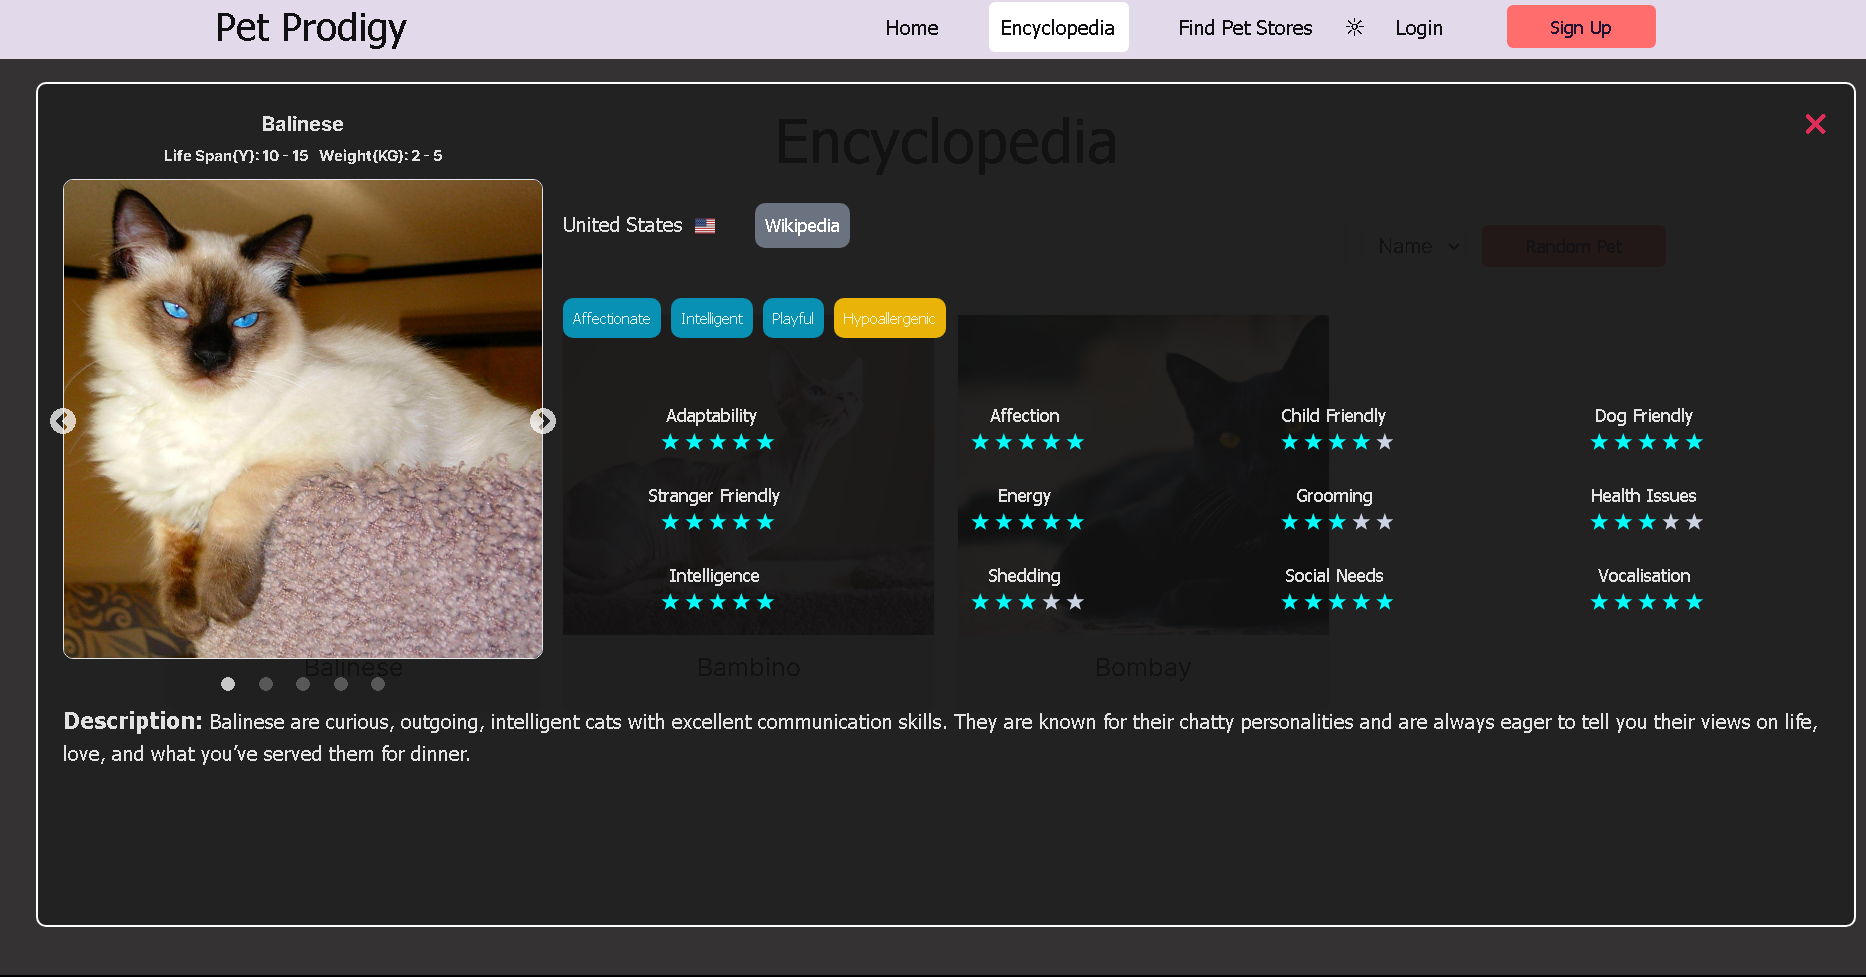 Pet Prodigy
Home Encyclopedia Find Pet Stores Login Sign Up
Encyclopedia
Balinese
Life Span(Y): 10 - 15 Weight(KG): 2 - 5
United States Wikipedia
Name Random Pet
Affectionate Intelligent Playful Hypoallergenic
Adaptability Affection Child Friendly Dog Friendly
Stranger Friendly Energy Grooming Health Issues
Intelligence Shedding Social Needs Vocalisation
Balinese Bambino Bombay
Description: Balinese are curious, outgoing, intelligent cats with excellent communication skills. They are known for their chatty personalities and are always eager to tell you their views on life,
love, and what you’ve served them for dinner.